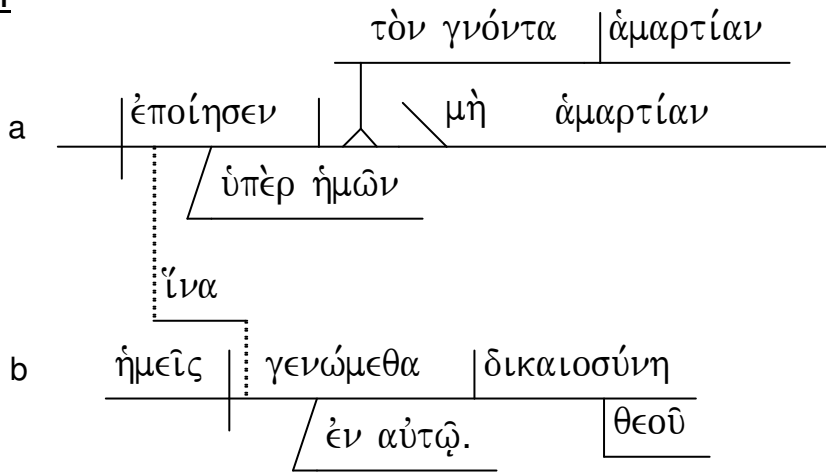 τὸν γνόντα ἁμαρτίαν
a ἐποίησεν μὴ ἁμαρτίαν
ὑπὲρ ἡμῶν
ἵνα
b ἡμεῖς γενώμεθα δικαιοσύνη
ἐν αὐτῷ. θεοῦ